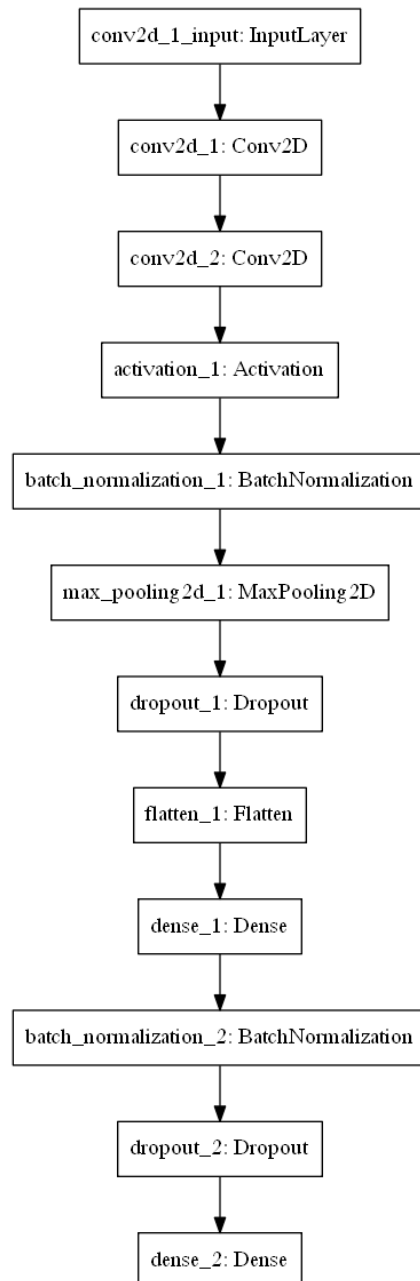 conv2d_1_input: InputLayer
conv2d_1: Conv2D
conv2d_2: Conv2D
activation_1: Activation
batch_normalization_1: BatchNormalization
max_pooling2d_1: MaxPooling2D
dropout_1: Dropout
flatten_1: Flatten
dense_1: Dense
batch_normalization_2: BatchNormalization
dropout_2: Dropout
dense_2: Dense